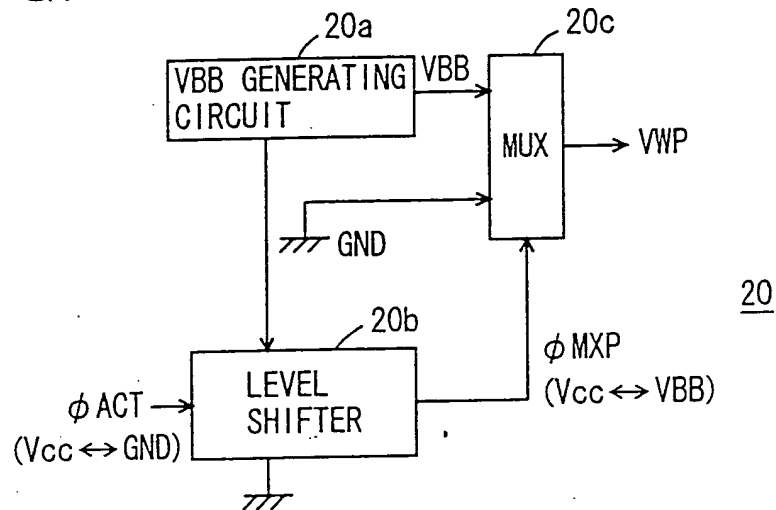 20a
20c
VBB GENERATING
CIRCUIT
VBB
MUX
VWP
GND
20
20b
φMXP
(Vcc↔VBB)
LEVEL
SHIFTER
φACT
(Vcc↔GND)